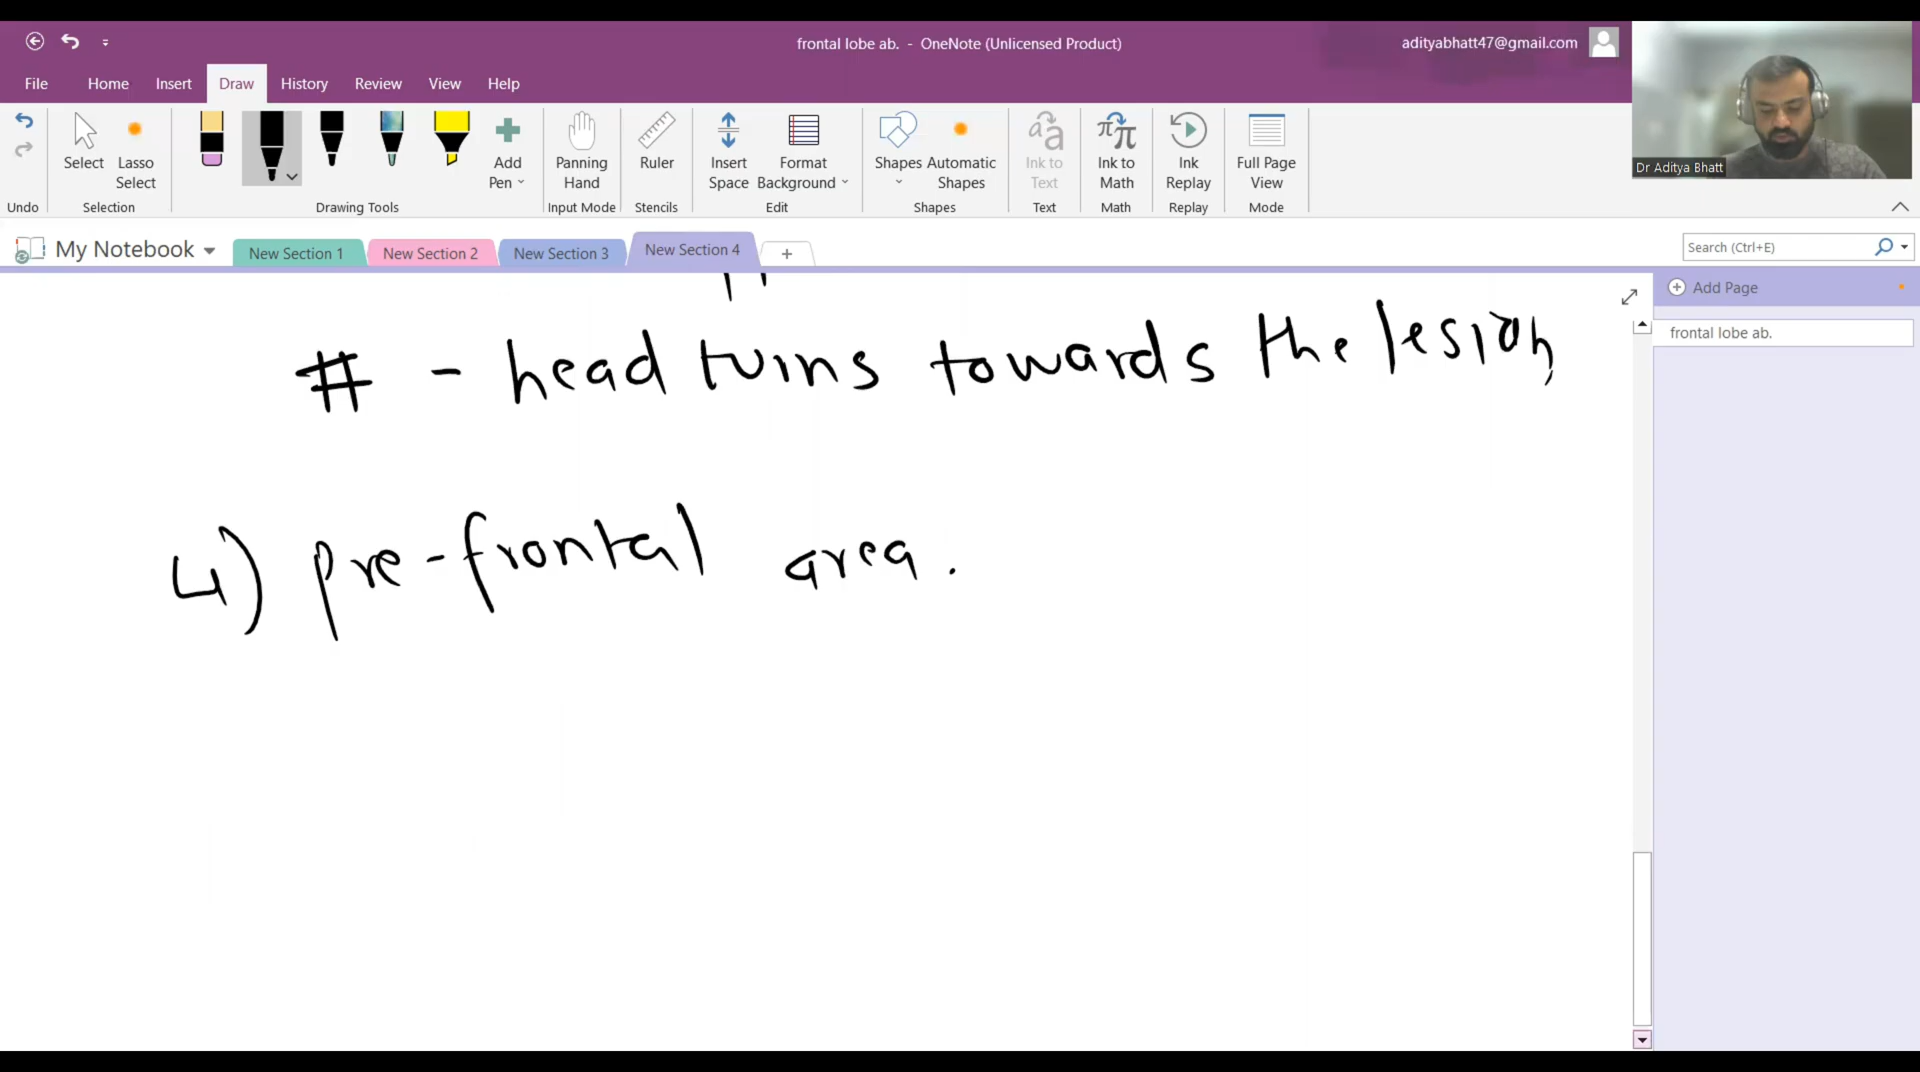 frontal lobe ab. - OneNote (Unlicensed Product)
adityabhatt47@gmail.com
File Home Insert Draw History Review View Help
Select
Lasso Select
Add Pen
Panning Hand
Ruler
Insert Space
Format Background
Shapes
Automatic Shapes
Ink to Text
Ink to Math
Ink Replay
Full Page View
Undo Selection Drawing Tools Input Mode Stencils Edit Shapes Text Math Replay Mode
Dr Aditya Bhatt
My Notebook New Section 1 New Section 2 New Section 3 New Section 4 +
Search (Ctrl+E)
Add Page
frontal lobe ab.
# - head turns towards the lesion,
4) pre-frontal area.